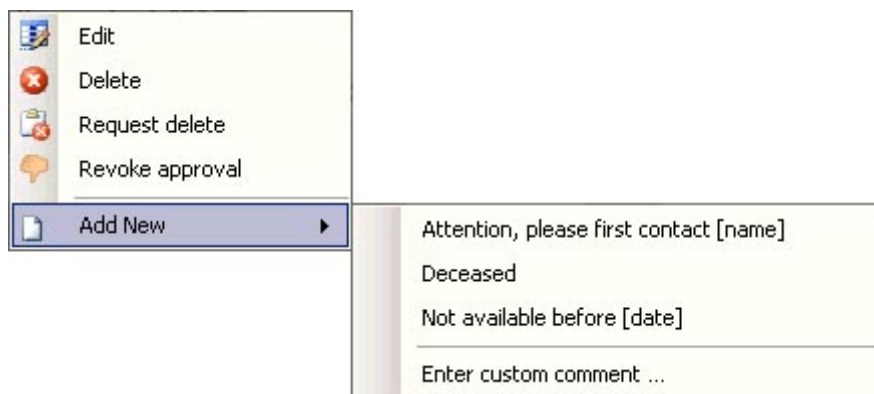 Edit
Delete
Request delete
Revoke approval
Add New
Attention, please first contact [name]
Deceased
Not available before [date]
Enter custom comment ...